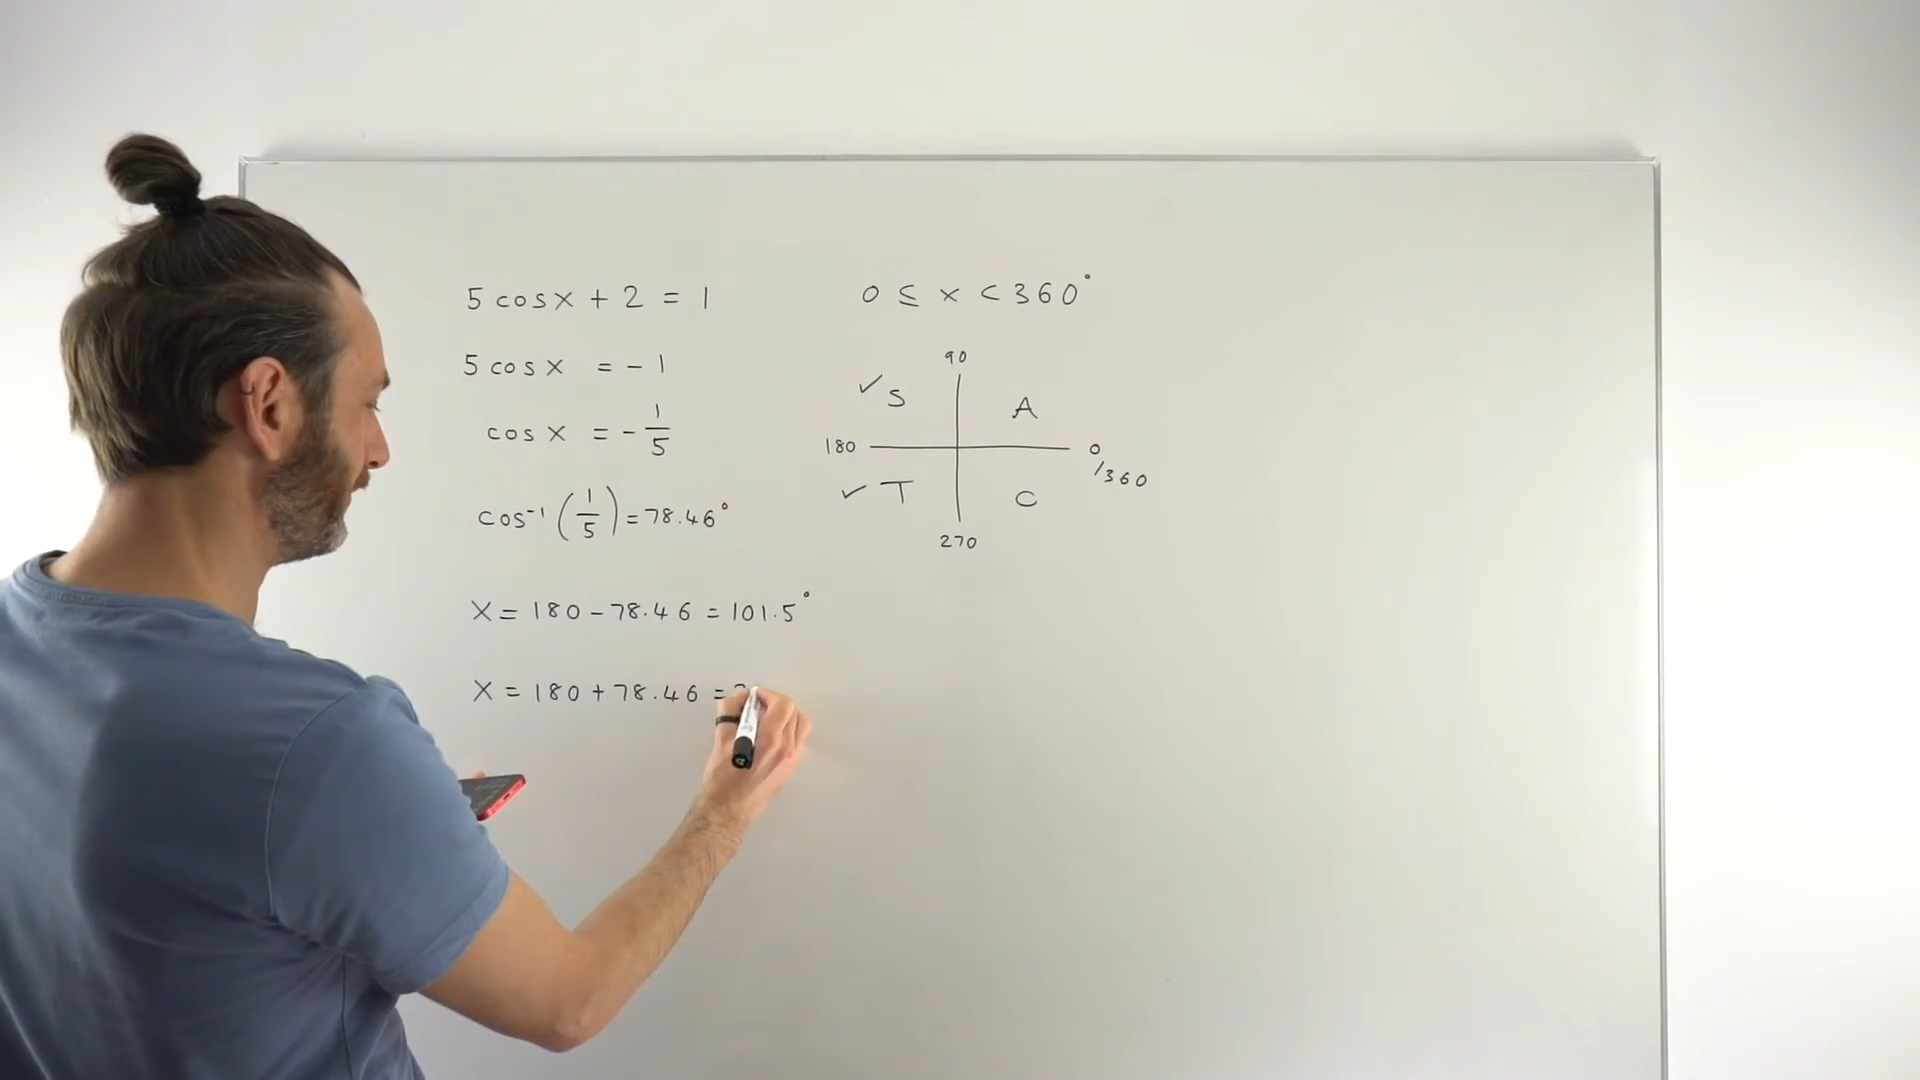 5 cos x + 2 = 1
0 ≤ x < 360°
5 cos x = - 1
cos x = - 1/5
cos⁻¹ (1/5) = 78.46°
90
✓ S
A
180
0/360
✓ T
C
270
X = 180 - 78.46 = 101.5°
X = 180 + 78.46 =